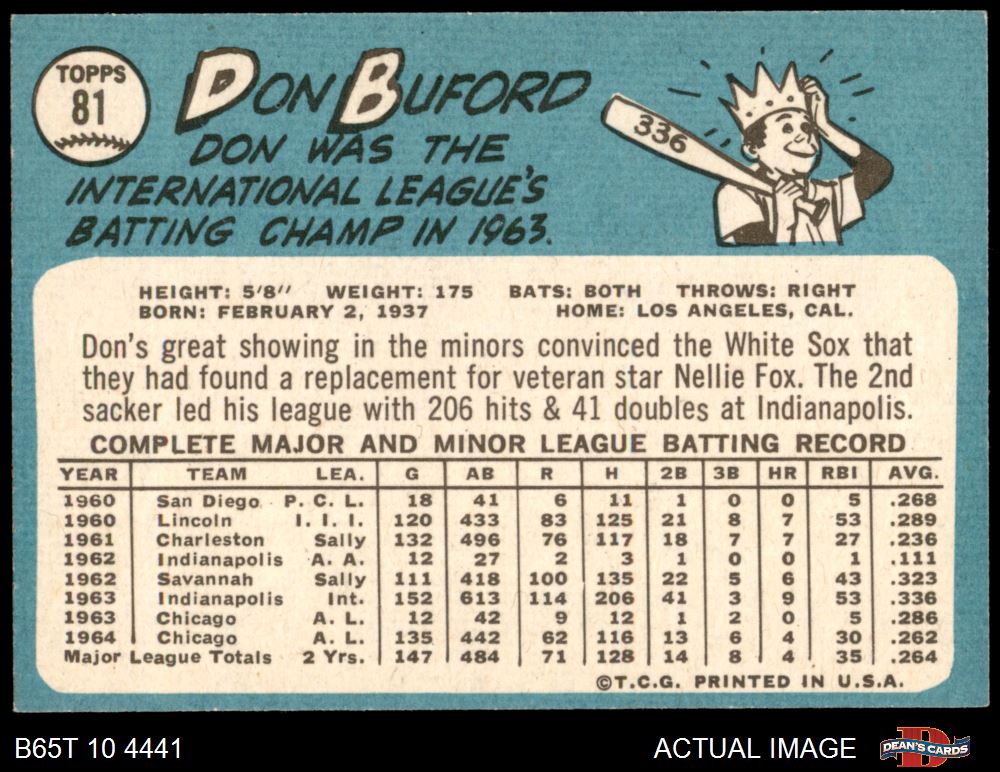 TOPPS
81
DON BUFORD
DON WAS THE
INTERNATIONAL LEAGUE'S
BATTING CHAMP IN 1963.
336
HEIGHT: 5'8" WEIGHT: 175 BATS: BOTH THROWS: RIGHT
BORN: FEBRUARY 2, 1937 HOME: LOS ANGELES, CAL.
Don's great showing in the minors convinced the White Sox that
they had found a replacement for veteran star Nellie Fox. The 2nd
sacker led his league with 206 hits & 41 doubles at Indianapolis.
COMPLETE MAJOR AND MINOR LEAGUE BATTING RECORD
YEAR TEAM LEA. G AB R H 2B 3B HR RBI AVG.
1960 San Diego P. C. L. 18 41 6 11 1 0 0 5 .268
1960 Lincoln I. I. I. 120 433 83 125 21 8 7 53 .289
1961 Charleston Sally 132 496 76 117 18 7 7 27 .236
1962 Indianapolis A. A. 12 27 2 3 1 0 0 1 .111
1962 Savannah Sally 111 418 100 135 22 5 6 43 .323
1963 Indianapolis Int. 152 613 114 206 41 3 9 53 .336
1963 Chicago A. L. 12 42 9 12 1 2 0 5 .286
1964 Chicago A. L. 135 442 62 116 13 6 4 30 .262
Major League Totals 2 Yrs. 147 484 71 128 14 8 4 35 .264
©T.C.G. PRINTED IN U.S.A.
B65T 10 4441
ACTUAL IMAGE
D
DEAN'S CARDS